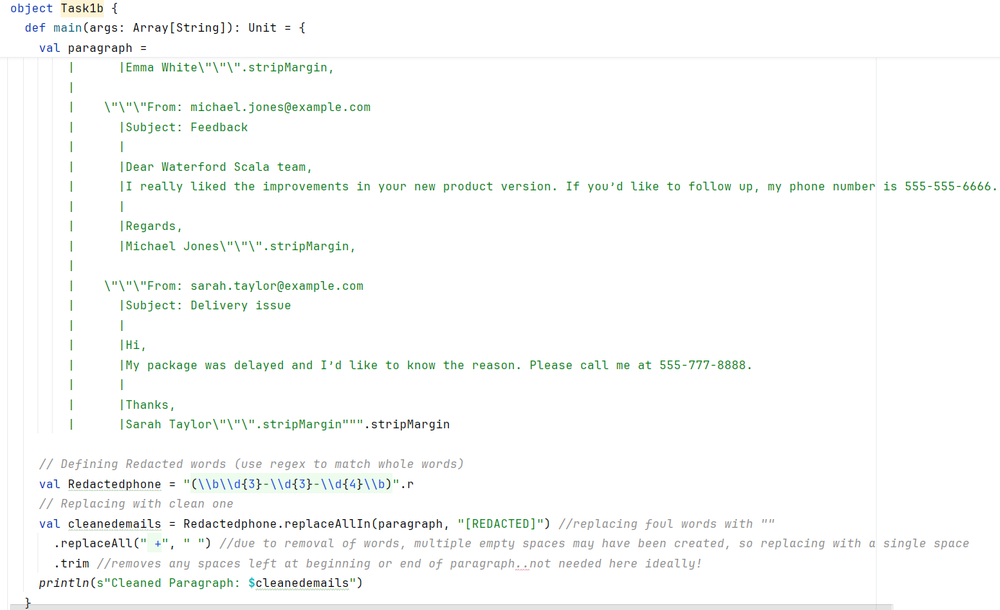 object Task1b {
  def main(args: Array[String]): Unit = {
    val paragraph =
        |      |Emma White\"\"\".stripMargin,
        |
        |    \"\"\"From: michael.jones@example.com
        |      |Subject: Feedback
        |      |
        |      |Dear Waterford Scala team,
        |      |I really liked the improvements in your new product version. If you’d like to follow up, my phone number is 555-555-6666.
        |      |
        |      |Regards,
        |      |Michael Jones\"\"\".stripMargin,
        |
        |    \"\"\"From: sarah.taylor@example.com
        |      |Subject: Delivery issue
        |      |
        |      |Hi,
        |      |My package was delayed and I’d like to know the reason. Please call me at 555-777-8888.
        |      |
        |      |Thanks,
        |      |Sarah Taylor\"\"\".stripMargin""".stripMargin
    // Defining Redacted words (use regex to match whole words)
    val Redactedphone = "(\\b\\d{3}-\\d{3}-\\d{4}\\b)".r
    // Replacing with clean one
    val cleanedemails = Redactedphone.replaceAllIn(paragraph, "[REDACTED]") //replacing foul words with ""
      .replaceAll(" +", " ") //due to removal of words, multiple empty spaces may have been created, so replacing with a single space
      .trim //removes any spaces left at beginning or end of paragraph..not needed here ideally!
    println(s"Cleaned Paragraph: $cleanedemails")
  }